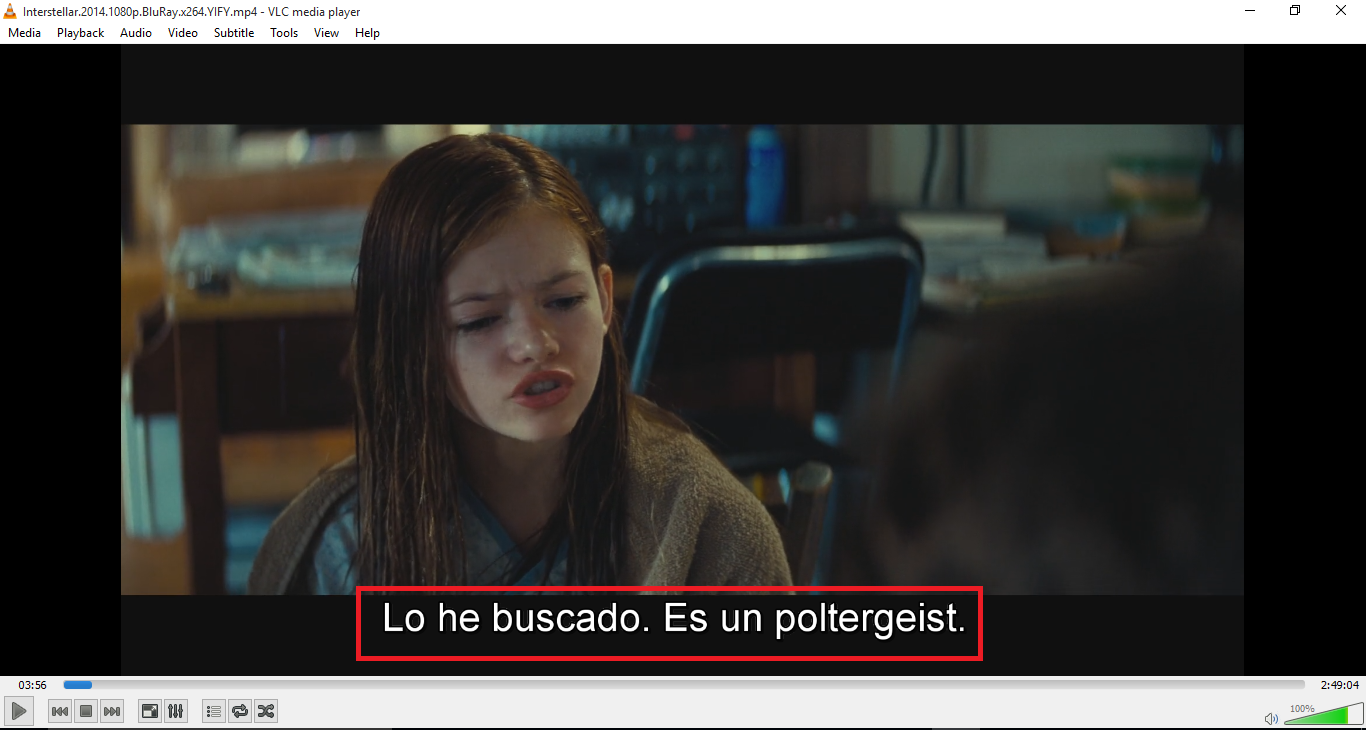 Interstellar.2014.1080p.BluRay.x264.YIFY.mp4 - VLC media player
Media Playback Audio Video Subtitle Tools View Help
Lo he buscado. Es un poltergeist.
03:56 2:49:04
100%